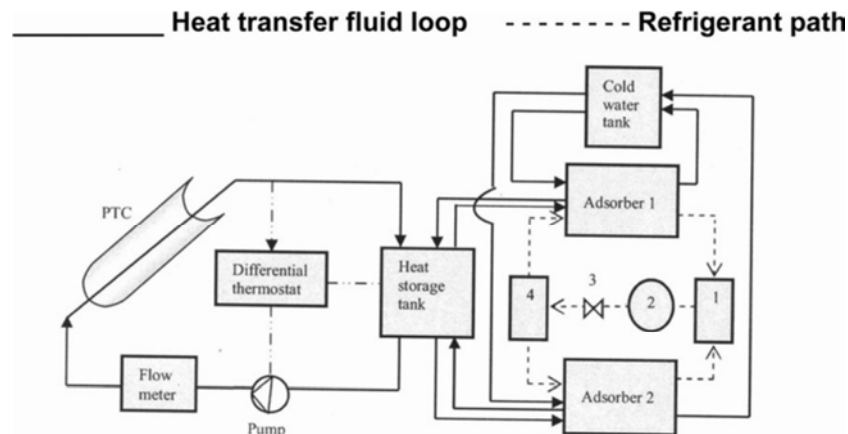 Heat transfer fluid loop
Refrigerant path
Cold
water
tank
PTC
Adsorber 1
Differential
thermostat
Heat
storage
tank
4
3
2
1
Flow
meter
Pump
Adsorber 2